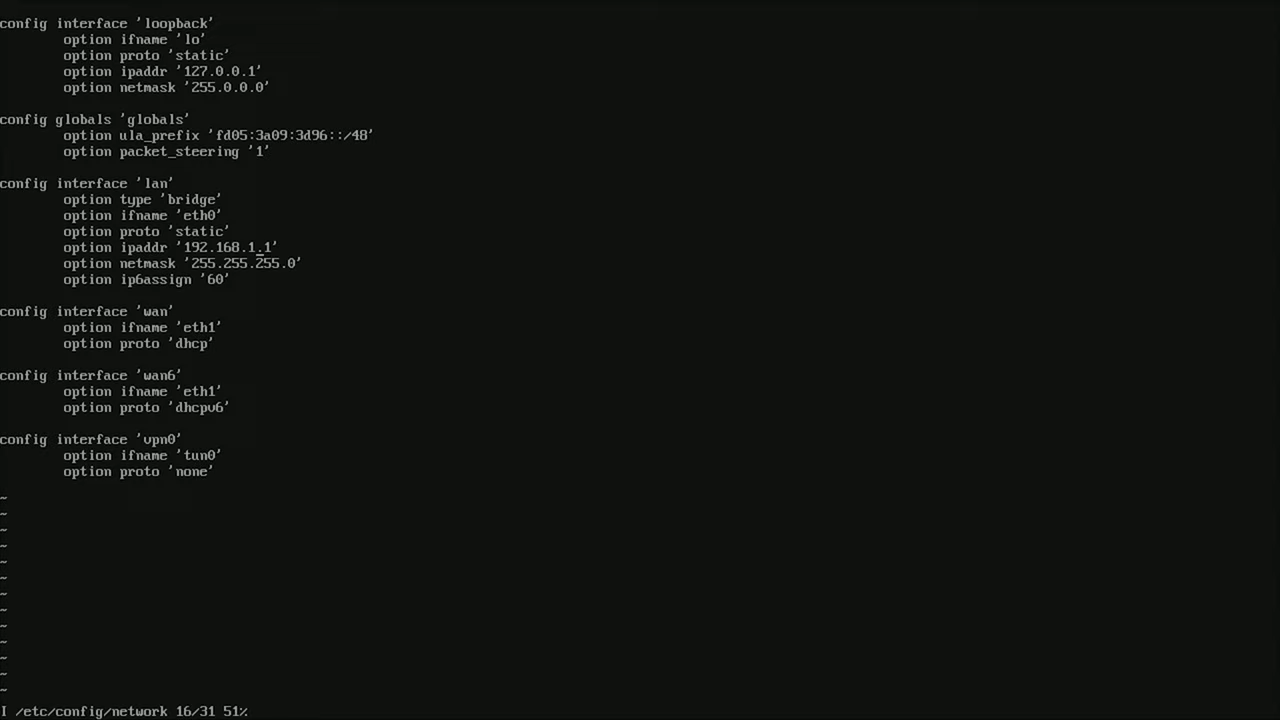 config interface 'loopback'
        option ifname 'lo'
        option proto 'static'
        option ipaddr '127.0.0.1'
        option netmask '255.0.0.0'

config globals 'globals'
        option ula_prefix 'fd05:3a09:3d96::/48'
        option packet_steering '1'

config interface 'lan'
        option type 'bridge'
        option ifname 'eth0'
        option proto 'static'
        option ipaddr '192.168.1.1'
        option netmask '255.255.255.0'
        option ip6assign '60'

config interface 'wan'
        option ifname 'eth1'
        option proto 'dhcp'

config interface 'wan6'
        option ifname 'eth1'
        option proto 'dhcpv6'

config interface 'vpn0'
        option ifname 'tun0'
        option proto 'none'
~
~
~
~
~
~
~
~
~
~
~
~
~
I /etc/config/network 16/31 51%